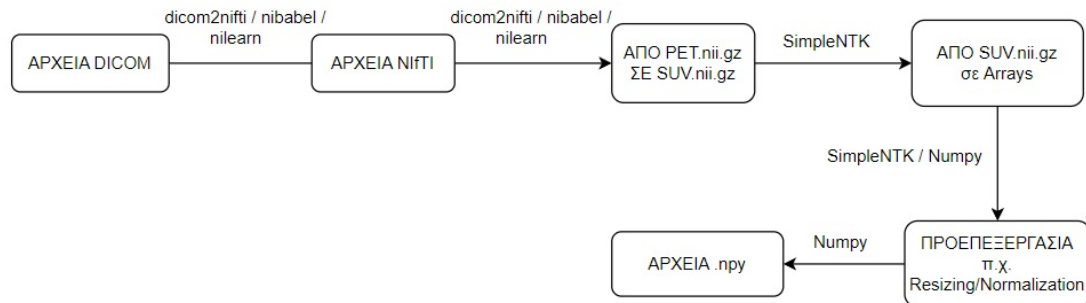 dicom2nifti / nibabel /
nilearn
dicom2nifti / nibabel /
nilearn
ΑΡΧΕΙΑ DICOM
ΑΡΧΕΙΑ NIfTI
ΑΠΟ PET.nii.gz
ΣΕ SUV.nii.gz
SimpleNTK
ΑΠΟ SUV.nii.gz
σε Arrays
SimpleNTK / Numpy
ΠΡΟΕΠΕΞΕΡΓΑΣΙΑ
π.χ.
Resizing/Normalization
Numpy
ΑΡΧΕΙΑ .npy